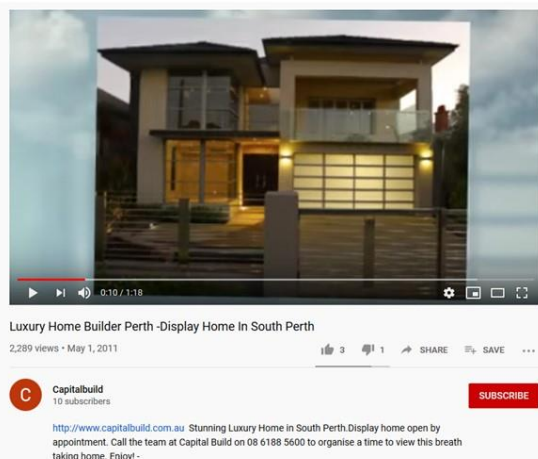 0:10 / 1:18
Luxury Home Builder Perth -Display Home In South Perth
2,289 views • May 1, 2011
3
1
SHARE
SAVE
C
Capitalbuild
10 subscribers
SUBSCRIBE
http://www.capitalbuild.com.au Stunning Luxury Home in South Perth.Display home open by
appointment. Call the team at Capital Build on 08 6188 5600 to organise a time to view this breath
taking home. Enjoy! -